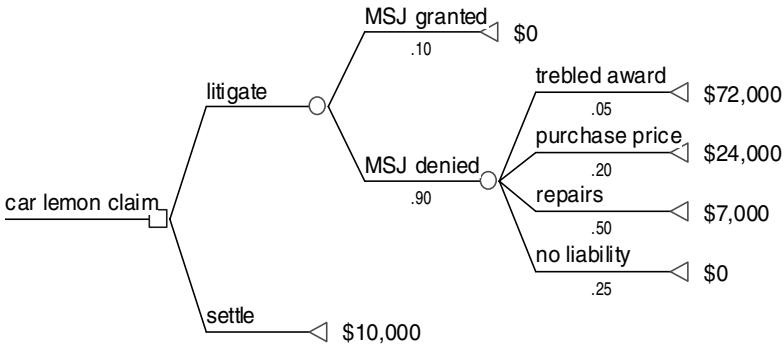 MSJ granted
.10
$0
litigate
trebled award
.05
$72,000
purchase price
.20
$24,000
MSJ denied
.90
repairs
.50
$7,000
car lemon claim
no liability
.25
$0
settle
$10,000